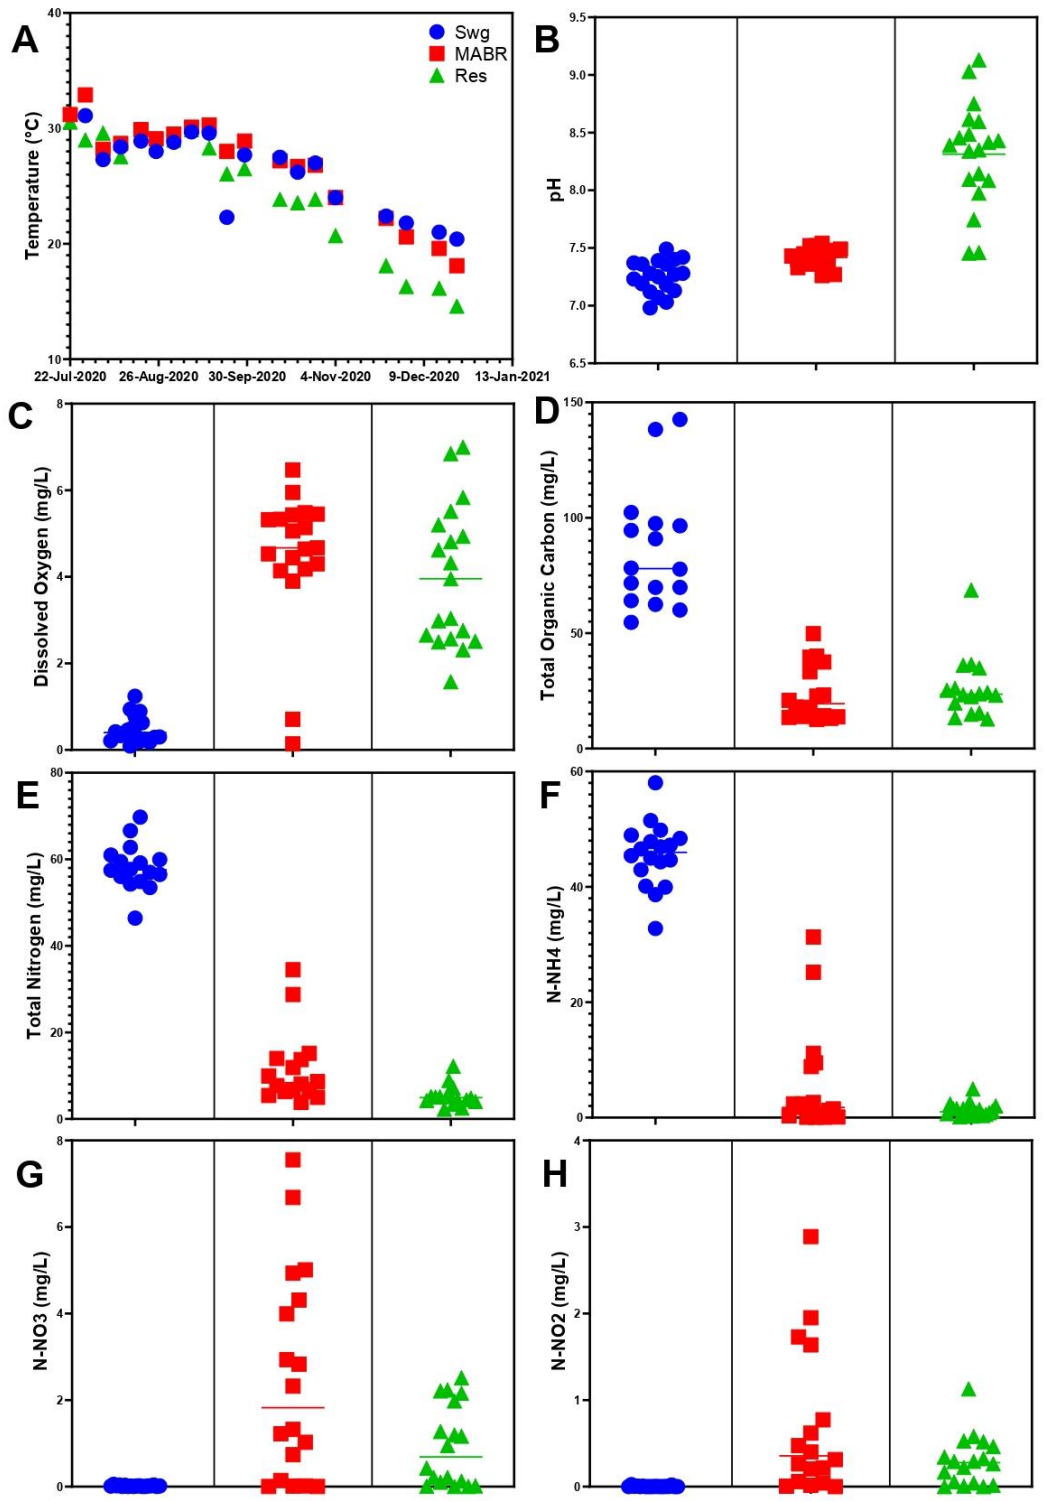 A
Temperature (°C)
40
30
20
10
Swg
MABR
Res
22-Jul-2020 26-Aug-2020 30-Sep-2020 4-Nov-2020 9-Dec-2020 13-Jan-2021
B
pH
9.5
9.0
8.5
8.0
7.5
7.0
6.5
C
Dissolved Oxygen (mg/L)
8
6
4
2
0
D
Total Organic Carbon (mg/L)
150
100
50
0
E
Total Nitrogen (mg/L)
80
60
40
20
0
F
N-NH4 (mg/L)
60
40
20
0
G
N-NO3 (mg/L)
8
6
4
2
0
H
N-NO2 (mg/L)
4
3
2
1
0